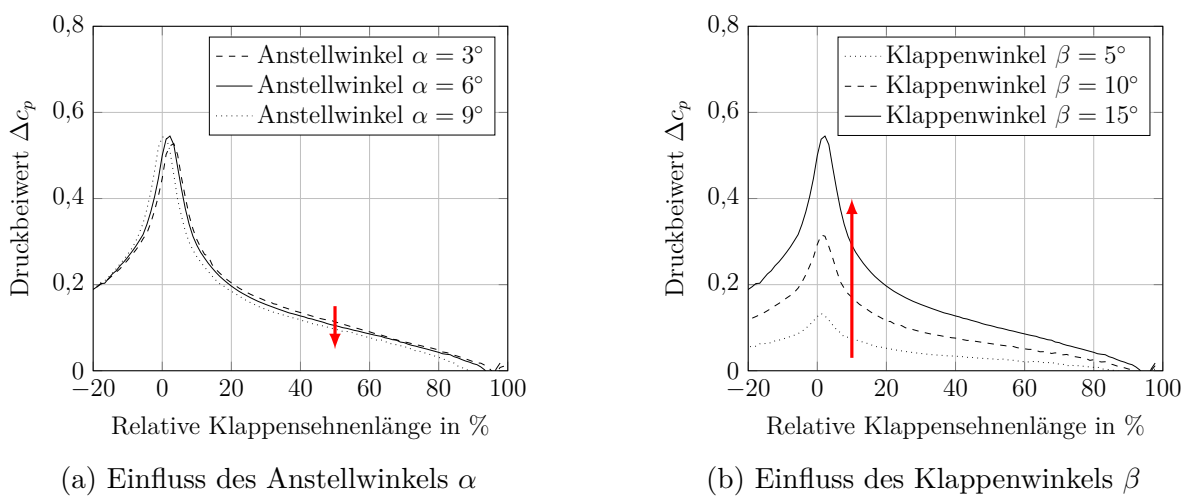 0,8
0,6
0,4
0,2
0
−20 0 20 40 60 80 100
Druckbeiwert Δcₚ
Relative Klappensehnenlänge in %
Anstellwinkel α = 3°
Anstellwinkel α = 6°
Anstellwinkel α = 9°
(a) Einfluss des Anstellwinkels α
0,8
0,6
0,4
0,2
0
−20 0 20 40 60 80 100
Druckbeiwert Δcₚ
Relative Klappensehnenlänge in %
Klappenwinkel β = 5°
Klappenwinkel β = 10°
Klappenwinkel β = 15°
(b) Einfluss des Klappenwinkels β